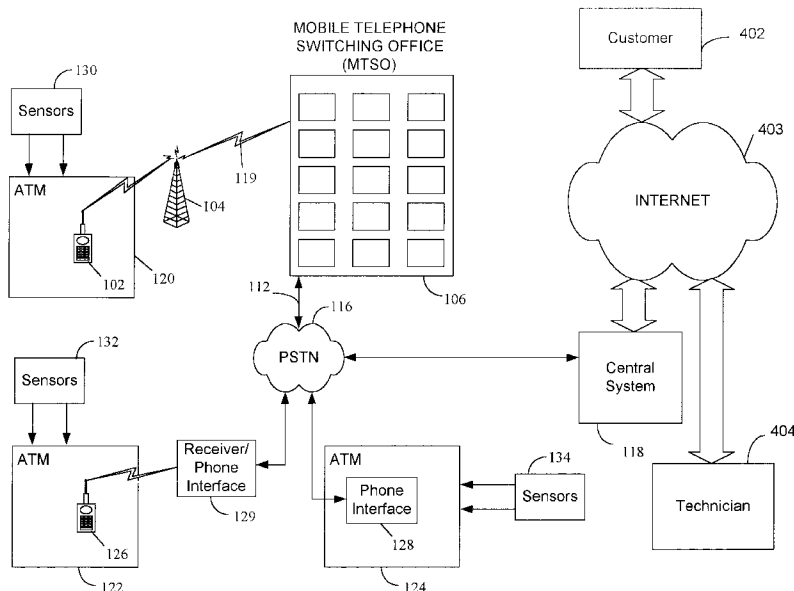 MOBILE TELEPHONE
SWITCHING OFFICE
(MTSO)
Customer
402
130
Sensors
403
119
ATM
104
INTERNET
102
120
112
106
116
132
PSTN
Sensors
Central
System
118
404
ATM
Receiver/
Phone
Interface
129
ATM
134
Phone
Interface
128
Sensors
Technician
126
122
124